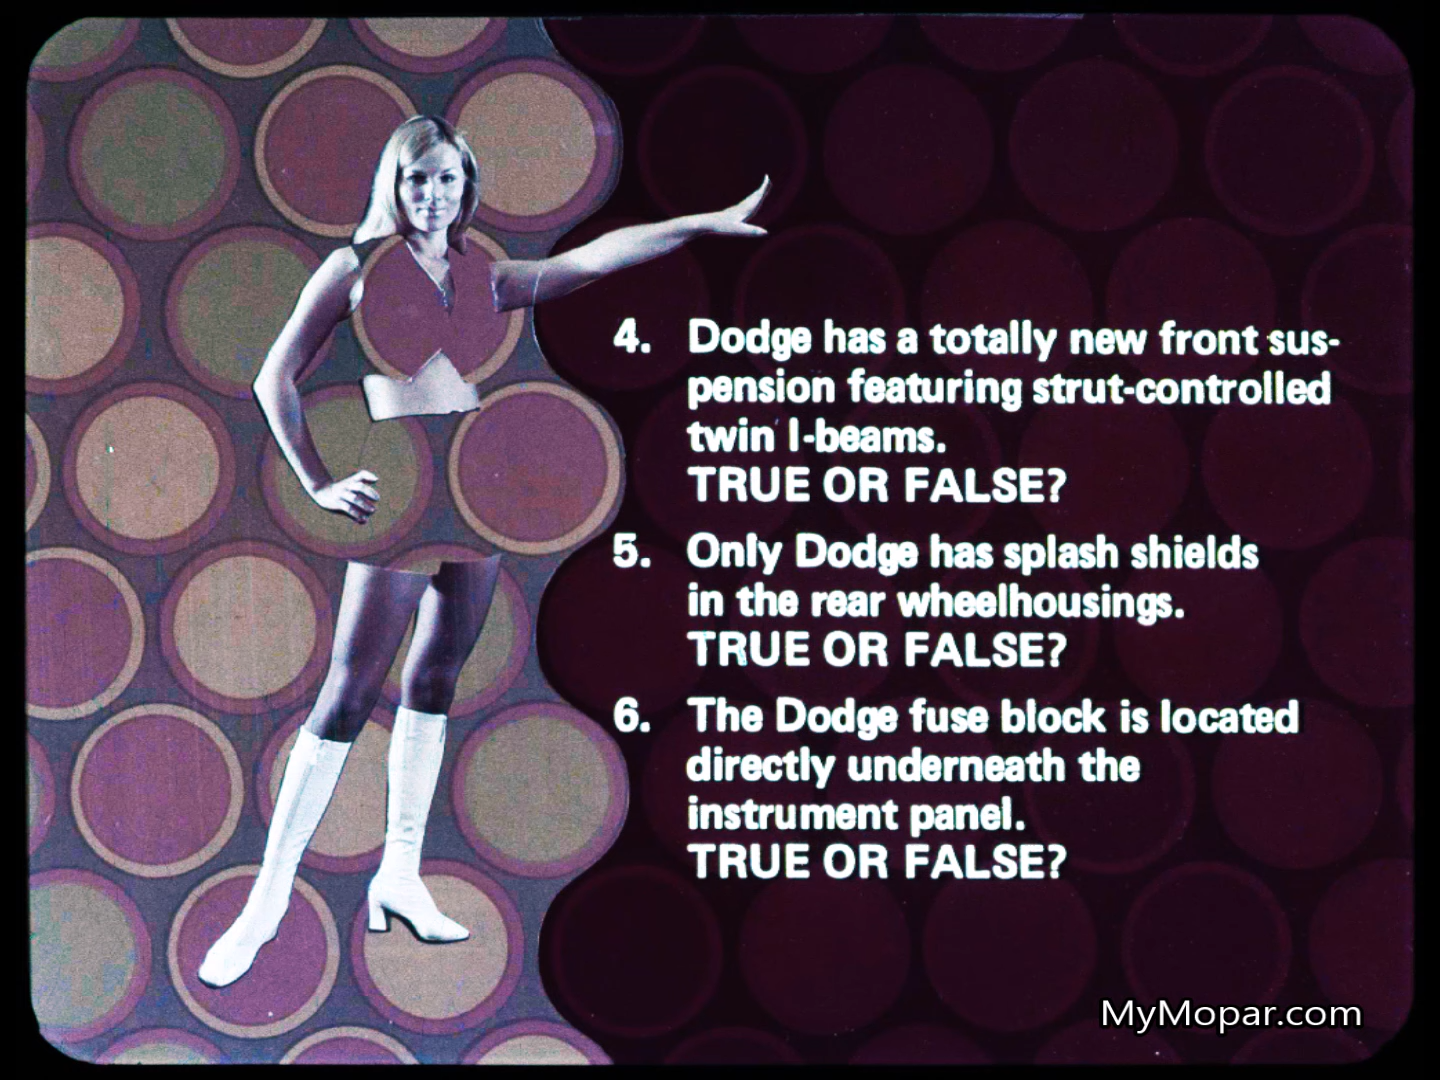 4. Dodge has a totally new front sus-
pension featuring strut-controlled
twin I-beams.
TRUE OR FALSE?
5. Only Dodge has splash shields
in the rear wheelhousings.
TRUE OR FALSE?
6. The Dodge fuse block is located
directly underneath the
instrument panel.
TRUE OR FALSE?
MyMopar.com